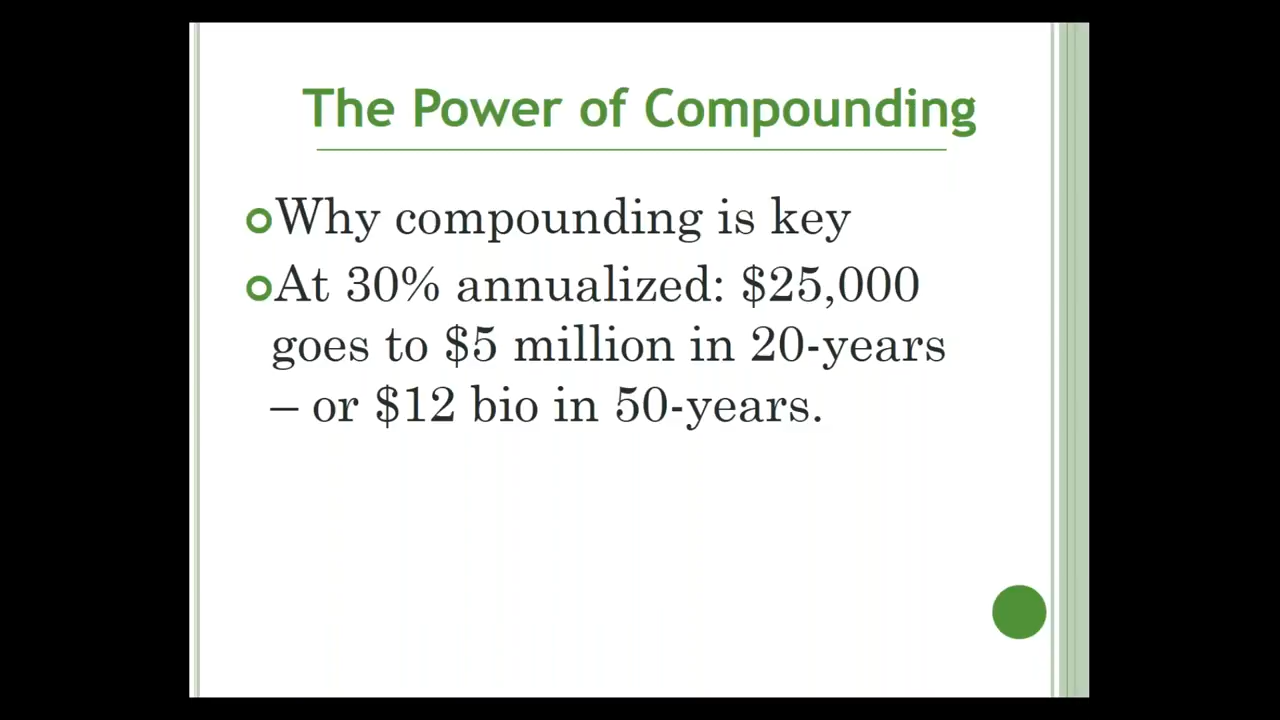 The Power of Compounding
Why compounding is key
At 30% annualized: $25,000
goes to $5 million in 20-years
– or $12 bio in 50-years.